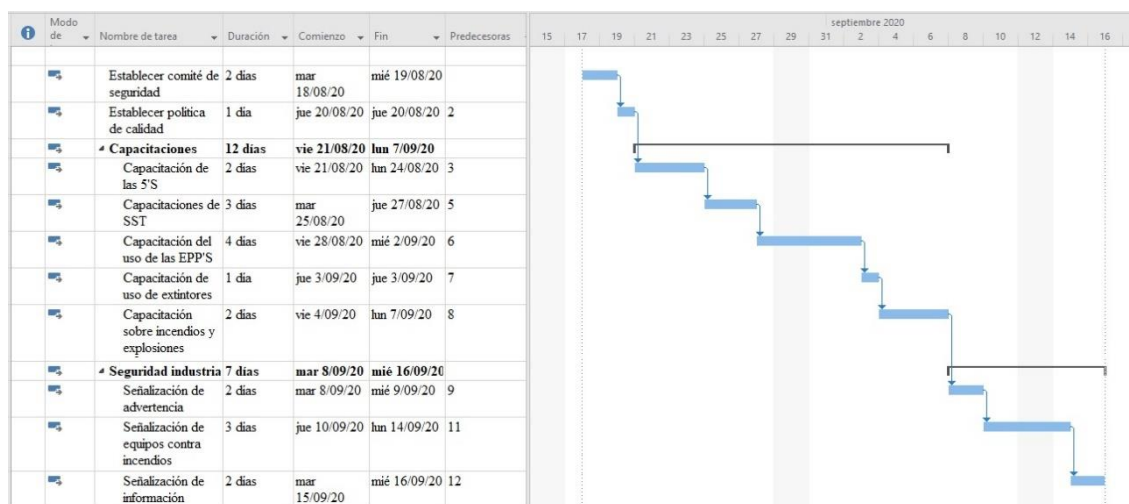 septiembre 2020
Modo
de Nombre de tarea Duración Comienzo Fin Predecesoras 15 17 19 21 23 25 27 29 31 2 4 6 8 10 12 14 16
Establecer comité de 2 días mar mié 19/08/20
seguridad 18/08/20
Establecer política 1 día jue 20/08/20 jue 20/08/20 2
de calidad
Capacitaciones 12 días vie 21/08/20 lun 7/09/20
Capacitación de 2 días vie 21/08/20 lun 24/08/20 3
las 5'S
Capacitaciones de 3 días mar jue 27/08/20 5
SST 25/08/20
Capacitación del 4 días vie 28/08/20 mié 2/09/20 6
uso de las EPP'S
Capacitación de 1 día jue 3/09/20 jue 3/09/20 7
uso de extintores
Capacitación 2 días vie 4/09/20 lun 7/09/20 8
sobre incendios y
explosiones
Seguridad industria 7 días mar 8/09/20 mié 16/09/20
Señalización de 2 días mar 8/09/20 mié 9/09/20 9
advertencia
Señalización de 3 días jue 10/09/20 lun 14/09/20 11
equipos contra
incendios
Señalización de 2 días mar mié 16/09/20 12
información 15/09/20